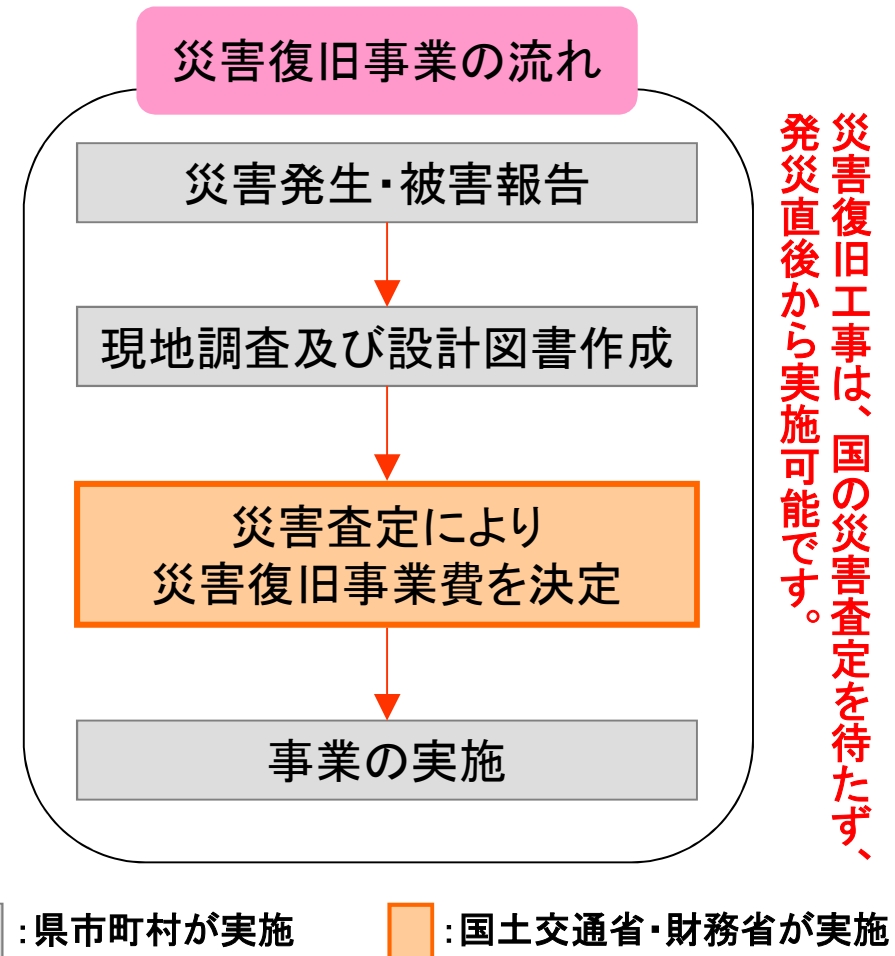 災害復旧事業の流れ
災害発生・被害報告
現地調査及び設計図書作成
災害査定により
災害復旧事業費を決定
事業の実施
災害復旧工事は、国の災害査定を待たず、
発災直後から実施可能です。
：県市町村が実施
：国土交通省・財務省が実施